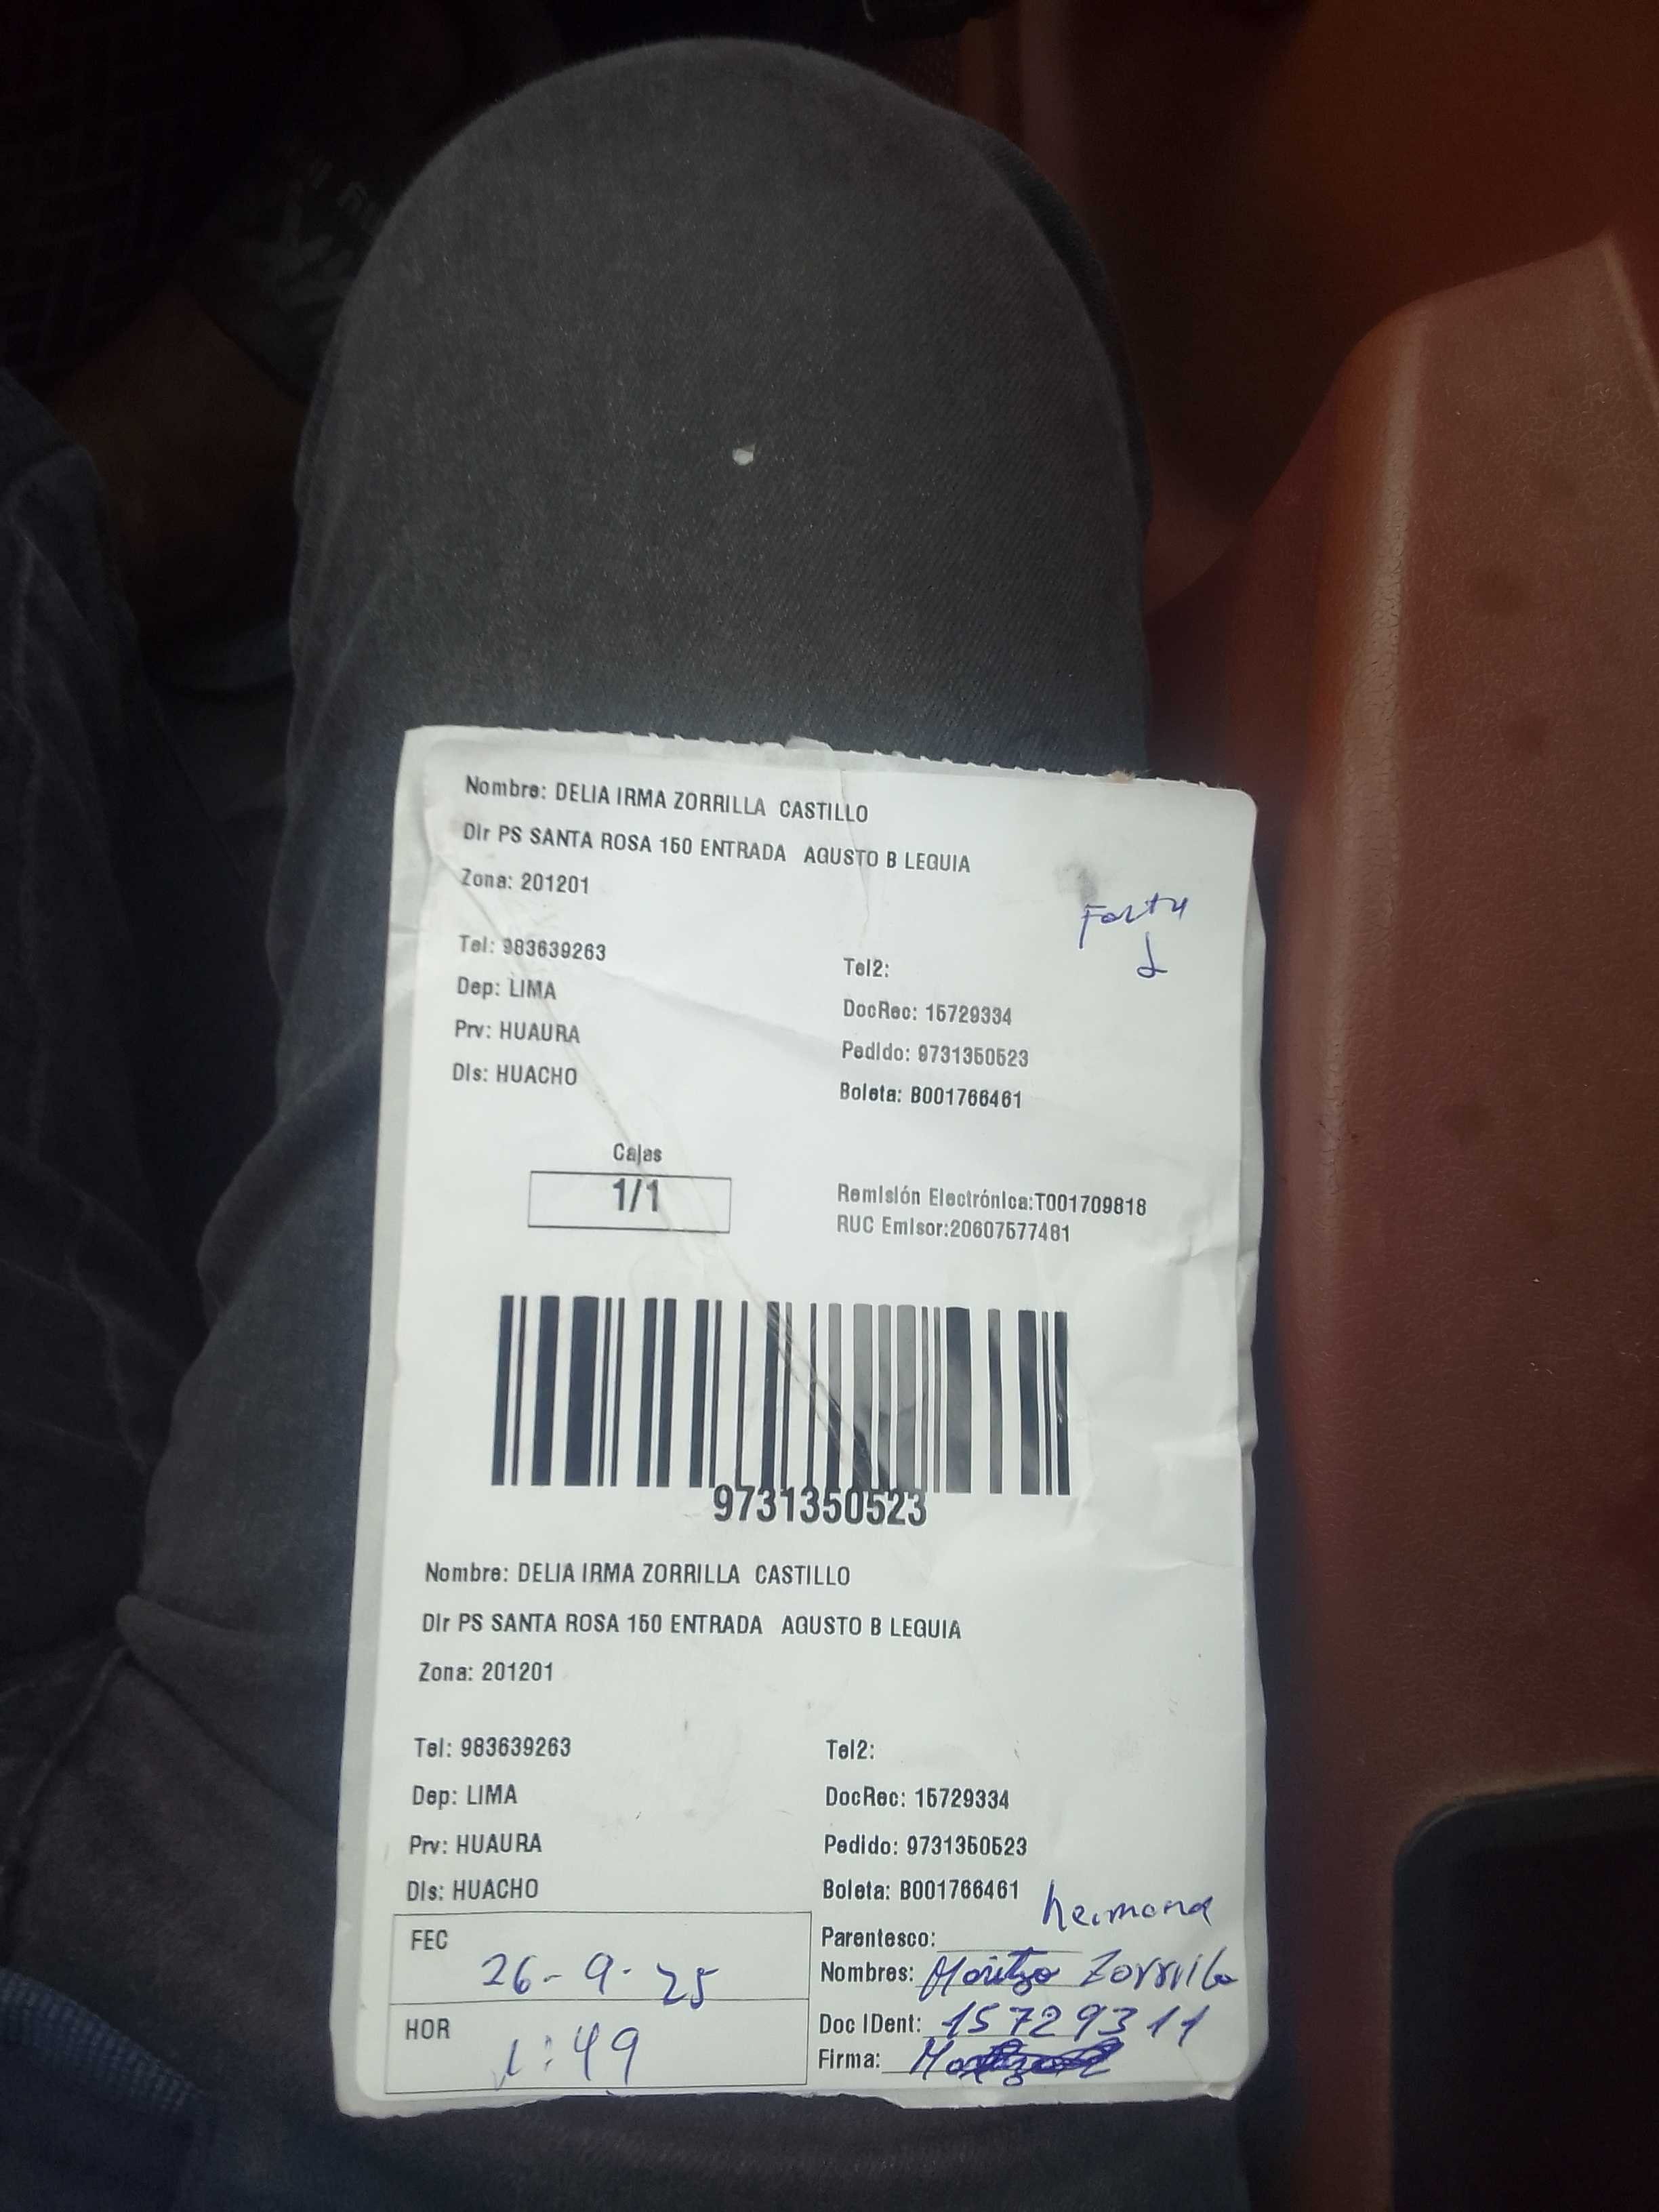 Nombre: DELIA IRMA ZORRILLA CASTILLO
Dir PS SANTA ROSA 150 ENTRADA AGUSTO B LEGUIA
Zona: 201201
Tel: 983639263
Tel2:
Dep: LIMA
DocRec: 15729334
Prv: HUAURA
Pedido: 9731350523
Dis: HUACHO
Boleta: B001766461
Cajas
1/1
Remisión Electrónica:T001709818
RUC Emisor:20607577481
9731350523
Nombre: DELIA IRMA ZORRILLA CASTILLO
Dir PS SANTA ROSA 150 ENTRADA AGUSTO B LEGUIA
Zona: 201201
Tel: 983639263
Tel2:
Dep: LIMA
DocRec: 15729334
Prv: HUAURA
Pedido: 9731350523
Dis: HUACHO
Boleta: B001766461
FEC 26-9-25
HOR 1:49
Parentesco: hermana
Nombres: Maritza Zorrilla
Doc IDent: 15729311
Firma: